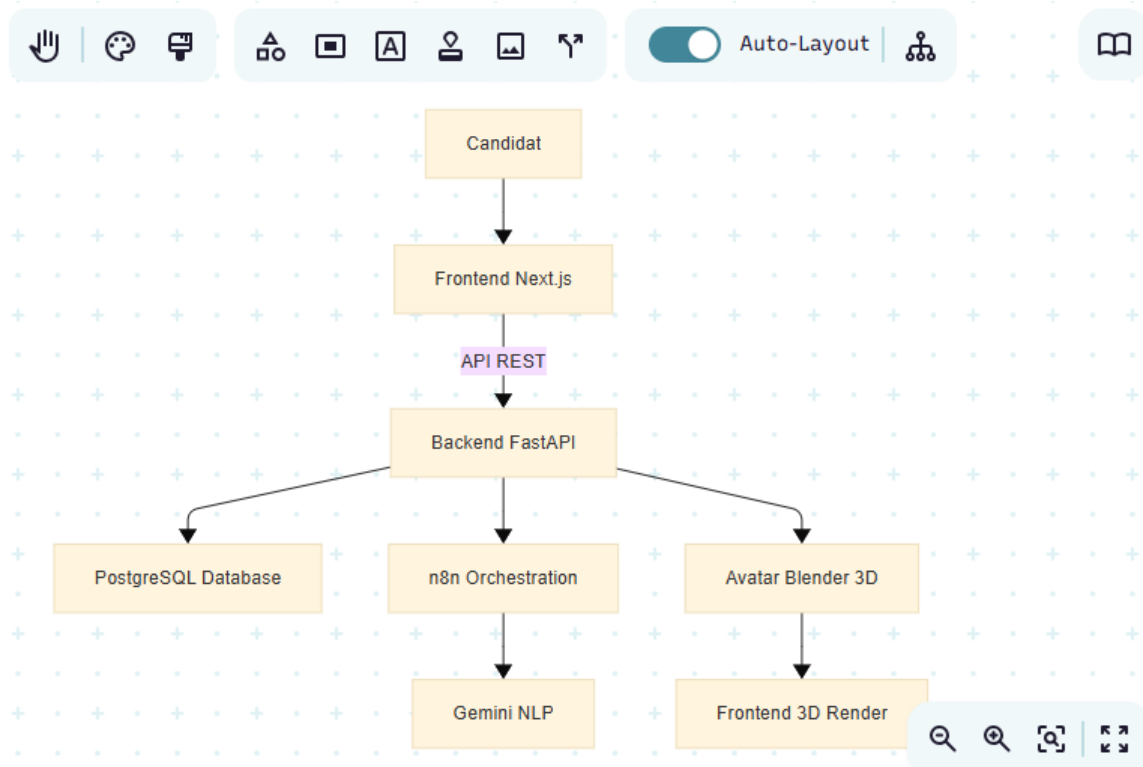 Auto-Layout
Candidat
Frontend Next.js
API REST
Backend FastAPI
PostgreSQL Database
n8n Orchestration
Avatar Blender 3D
Gemini NLP
Frontend 3D Render